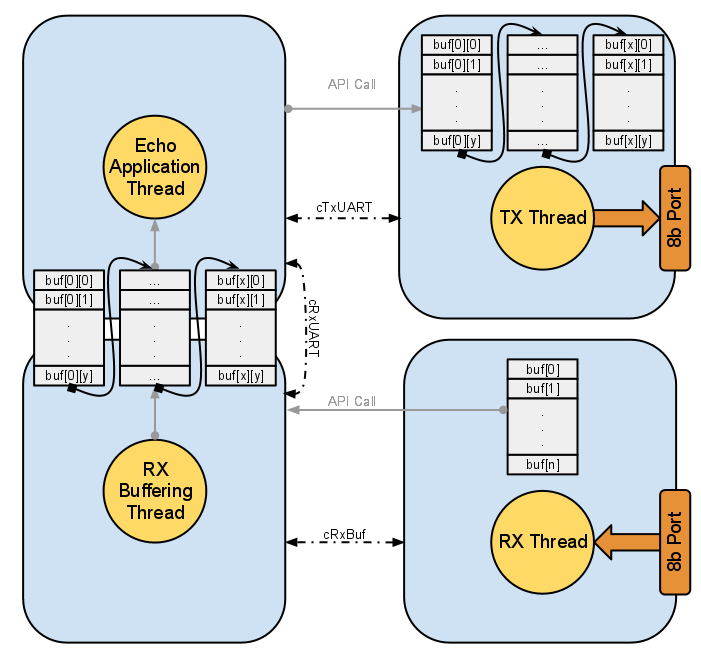 buf[0][0]
...
buf[x][0]
buf[0][1]
...
buf[x][1]
.
.
.
.
.
.
.
.
.
buf[0][y]
...
buf[x][y]
API Call
Echo
Application
Thread
cTxUART
TX Thread
8b Port
buf[0][0]
...
buf[x][0]
buf[0][1]
...
buf[x][1]
.
.
.
.
.
.
.
.
.
buf[0][y]
...
buf[x][y]
cRxUART
API Call
buf[0]
buf[1]
.
.
.
buf[n]
RX
Buffering
Thread
cRxBuf
RX Thread
8b Port